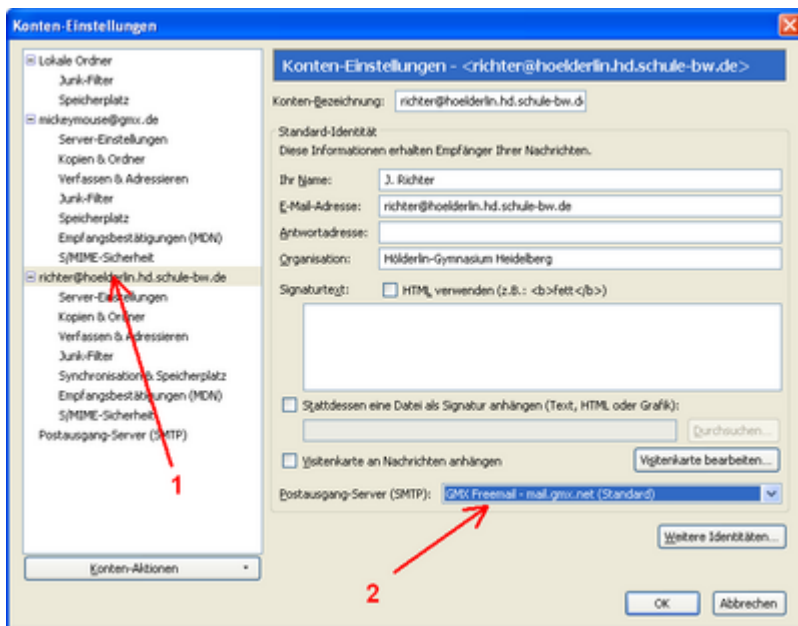 Konten-Einstellungen
Lokale Ordner
Junk-Filter
Speicherplatz
mickeymouse@gmx.de
Server-Einstellungen
Kopien & Ordner
Verfassen & Adressieren
Junk-Filter
Speicherplatz
Empfangsbestätigungen (MDN)
S/MIME-Sicherheit
richter@hoelderlin.hd.schule-bw.de
Server-Einstellungen
Kopien & Ordner
Verfassen & Adressieren
Junk-Filter
Synchronisation & Speicherplatz
Empfangsbestätigungen (MDN)
S/MIME-Sicherheit
Postausgang-Server (SMTP)
1
Konten-Aktionen
Konten-Einstellungen - <richter@hoelderlin.hd.schule-bw.de>
Konten-Bezeichnung: richter@hoelderlin.hd.schule-bw.d
Standard-Identität
Diese Informationen erhalten Empfänger Ihrer Nachrichten.
Ihr Name: J. Richter
E-Mail-Adresse: richter@hoelderlin.hd.schule-bw.de
Antwortadresse:
Organisation: Hölderlin-Gymnasium Heidelberg
Signaturtext: HTML verwenden (z.B.: <b>fett</b>)
Stattdessen eine Datei als Signatur anhängen (Text, HTML oder Grafik):
Durchsuchen...
Visitenkarte an Nachrichten anhängen Visitenkarte bearbeiten...
Postausgang-Server (SMTP): GMX Freemail - mail.gmx.net (Standard)
Weitere Identitäten...
2
OK Abbrechen